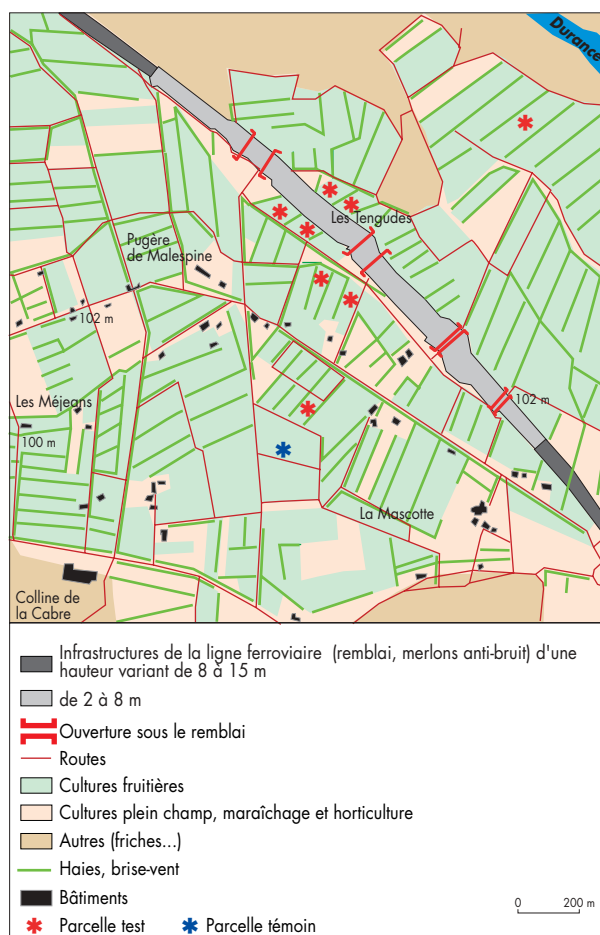 Durance
Les Tengudes
Pugère
de Malespine
102 m
Les Méjeans
102 m
100 m
La Mascotte
Colline de
la Cabre
Infrastructures de la ligne ferroviaire (remblai, merlons anti-bruit) d'une
hauteur variant de 8 à 15 m
de 2 à 8 m
Ouverture sous le remblai
Routes
Cultures fruitières
Cultures plein champ, maraîchage et horticulture
Autres (friches...)
Haies, brise-vent
Bâtiments
Parcelle test
Parcelle témoin
0 200 m